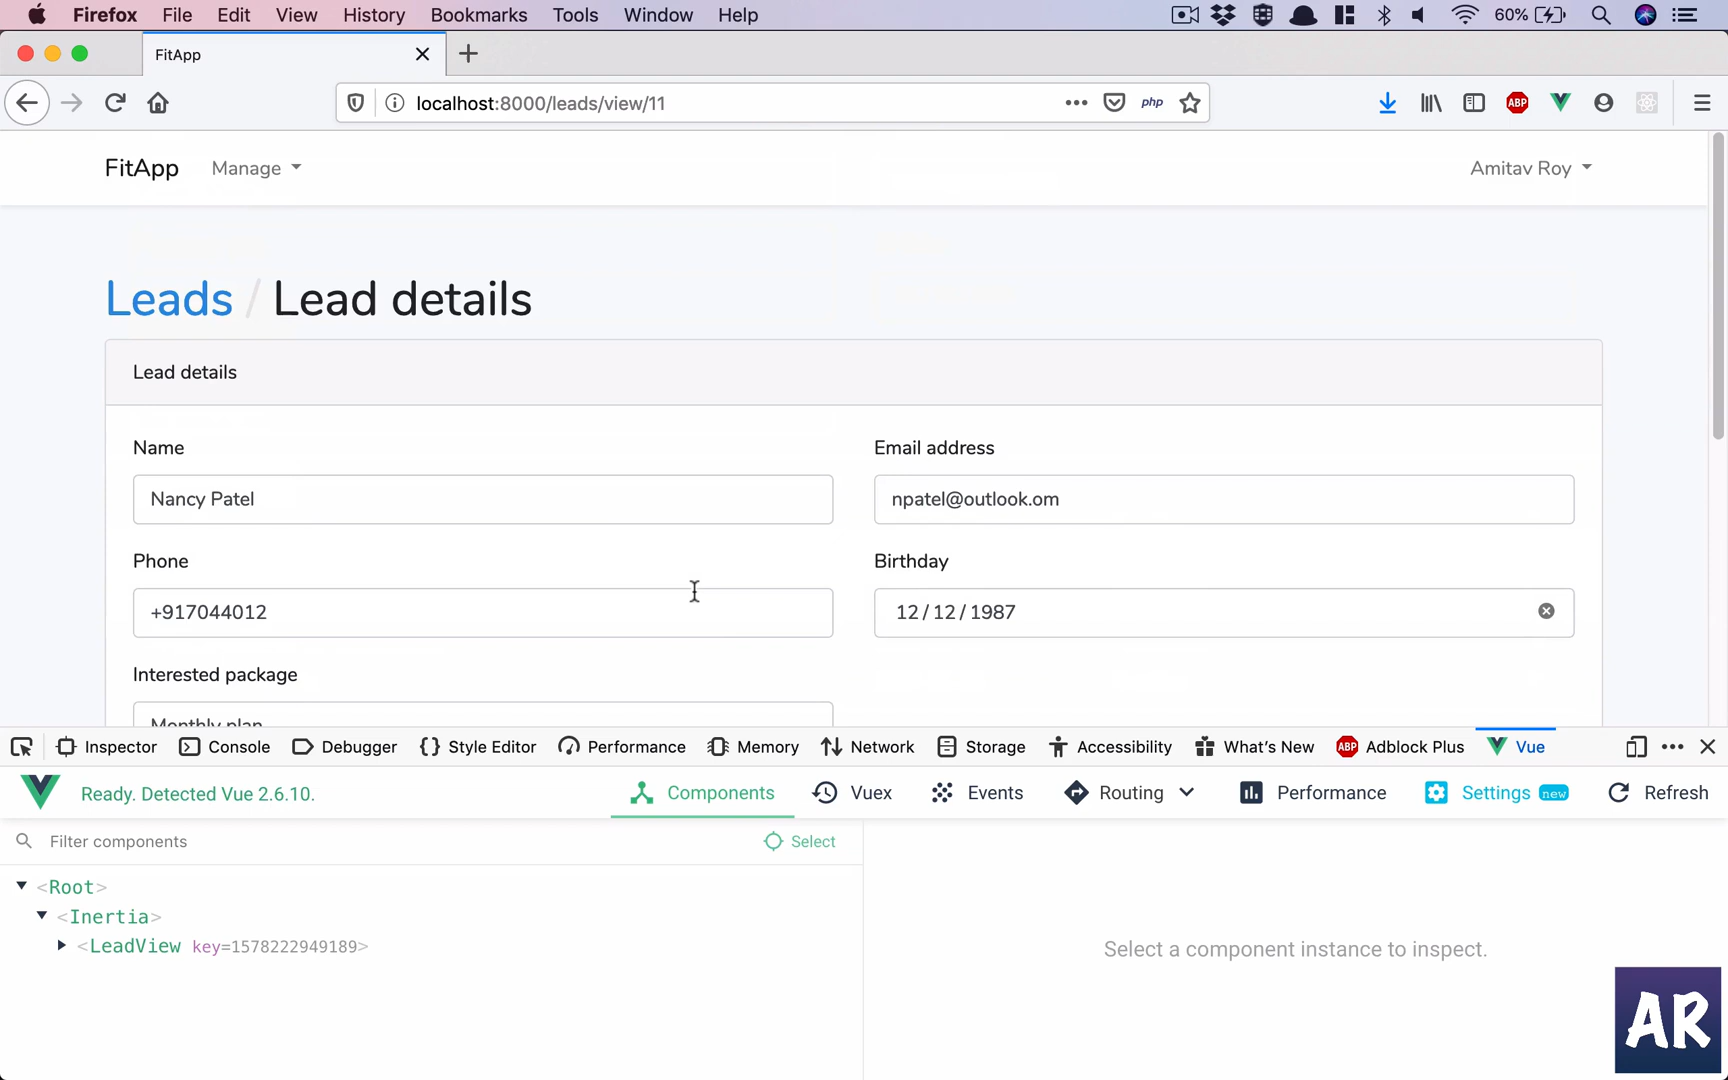 Firefox File Edit View History Bookmarks Tools Window Help 60%
FitApp
localhost:8000/leads/view/11 php ABP
FitApp Manage Amitav Roy
Leads / Lead details
Lead details
Name Email address
Nancy Patel npatel@outlook.om
Phone Birthday
+917044012 12 / 12 / 1987
Interested package
Monthly plan
Inspector Console Debugger Style Editor Performance Memory Network Storage Accessibility What's New ABP Adblock Plus Vue
Ready. Detected Vue 2.6.10. Components Vuex Events Routing Performance Settings new Refresh
Filter components Select
<Root>
<Inertia>
<LeadView key=1578222949189>
Select a component instance to inspect.
AR